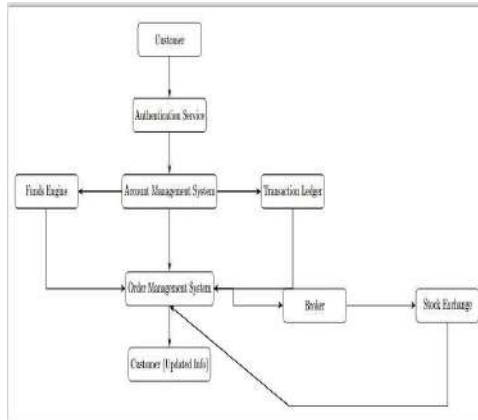 Customer
Authentication Service
Funds Engine
Account Management System
Transaction Ledger
Order Management System
Broker
Stock Exchange
Customer (Updated Info)